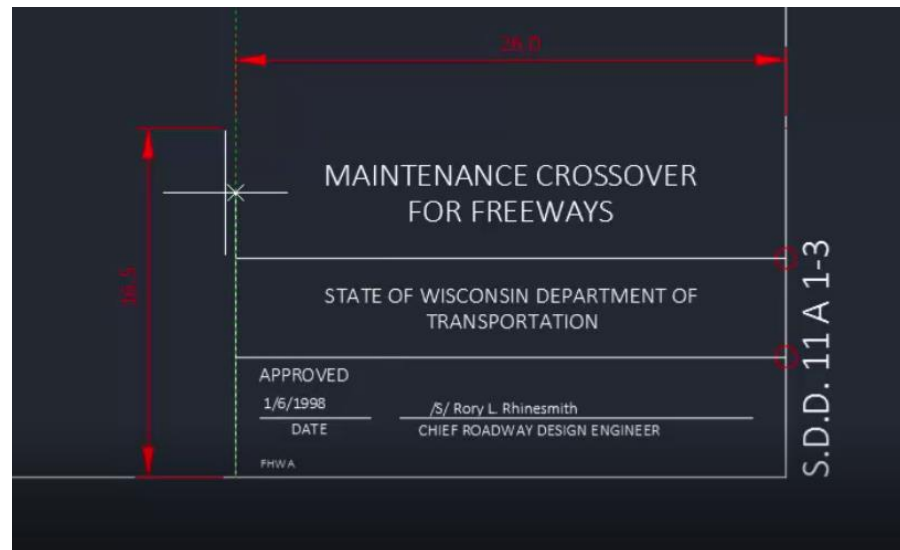 26.0
MAINTENANCE CROSSOVER
FOR FREEWAYS
16.5
STATE OF WISCONSIN DEPARTMENT OF
TRANSPORTATION
APPROVED
1/6/1998
/S/ Rory L. Rhinesmith
DATE
CHIEF ROADWAY DESIGN ENGINEER
FHWA
S.D.D. 11 A 1-3